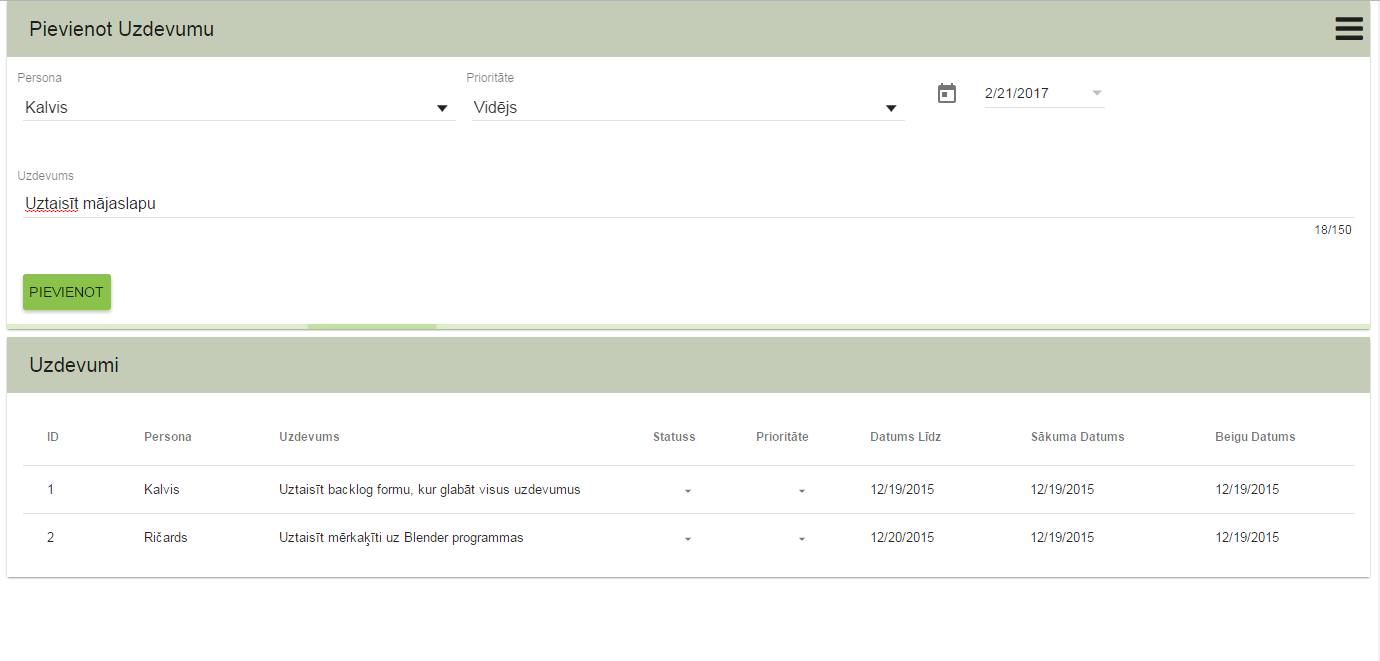 Pievienot Uzdevumu
Persona Prioritāte
Kalvis Vidējs 2/21/2017
Uzdevums
Uztaisīt mājaslapu
18/150
PIEVIENOT
Uzdevumi
ID Persona Uzdevums Statuss Prioritāte Datums Līdz Sākuma Datums Beigu Datums
1 Kalvis Uztaisīt backlog formu, kur glabāt visus uzdevumus 12/19/2015 12/19/2015 12/19/2015
2 Ričards Uztaisīt mērkaķīti uz Blender programmas 12/20/2015 12/19/2015 12/19/2015